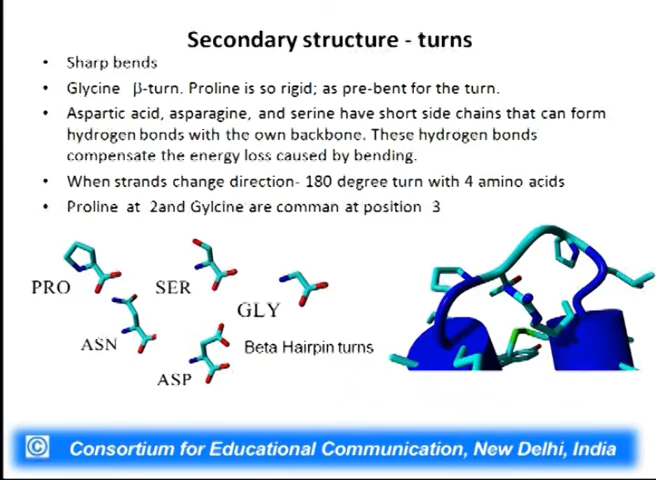 Secondary structure - turns
• Sharp bends
• Glycine β-turn. Proline is so rigid; as pre-bent for the turn.
• Aspartic acid, asparagine, and serine have short side chains that can form
hydrogen bonds with the own backbone. These hydrogen bonds
compensate the energy loss caused by bending.
• When strands change direction- 180 degree turn with 4 amino acids
• Proline at 2and Gylcine are comman at position 3
PRO
SER
GLY
ASN
Beta Hairpin turns
ASP
© Consortium for Educational Communication, New Delhi, India